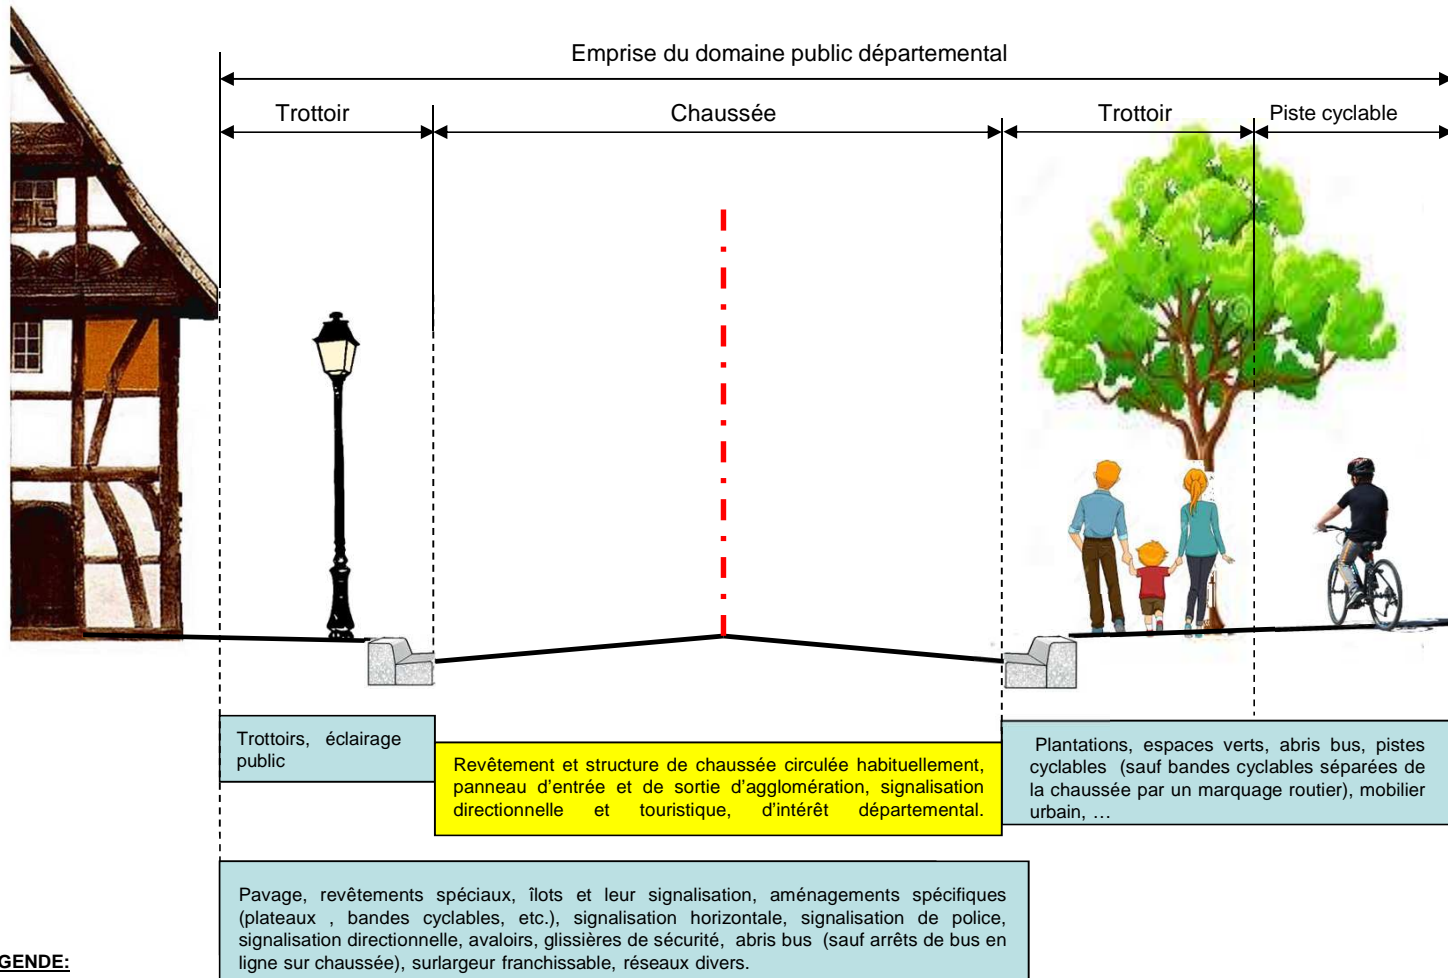 Emprise du domaine public départemental
Trottoir
Chaussée
Trottoir
Piste cyclable
Trottoirs, éclairage
public
Revêtement et structure de chaussée circulée habituellement,
panneau d’entrée et de sortie d’agglomération, signalisation
directionnelle et touristique, d’intérêt départemental.
Plantations, espaces verts, abris bus, pistes
cyclables (sauf bandes cyclables séparées de
la chaussée par un marquage routier), mobilier
urbain, …
Pavage, revêtements spéciaux, îlots et leur signalisation, aménagements spécifiques
(plateaux , bandes cyclables, etc.), signalisation horizontale, signalisation de police,
signalisation directionnelle, avaloirs, glissières de sécurité, abris bus (sauf arrêts de bus en
ligne sur chaussée), surlargeur franchissable, réseaux divers.
GENDE: